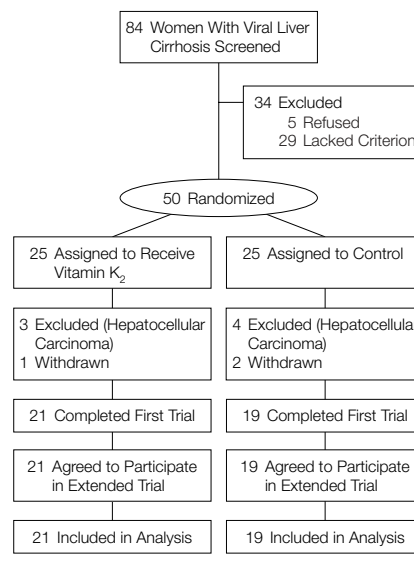 84 Women With Viral Liver
Cirrhosis Screened
34 Excluded
5 Refused
29 Lacked Criterion
50 Randomized
25 Assigned to Receive
Vitamin K2
25 Assigned to Control
3 Excluded (Hepatocellular
Carcinoma)
1 Withdrawn
4 Excluded (Hepatocellular
Carcinoma)
2 Withdrawn
21 Completed First Trial
19 Completed First Trial
21 Agreed to Participate
in Extended Trial
19 Agreed to Participate
in Extended Trial
21 Included in Analysis
19 Included in Analysis